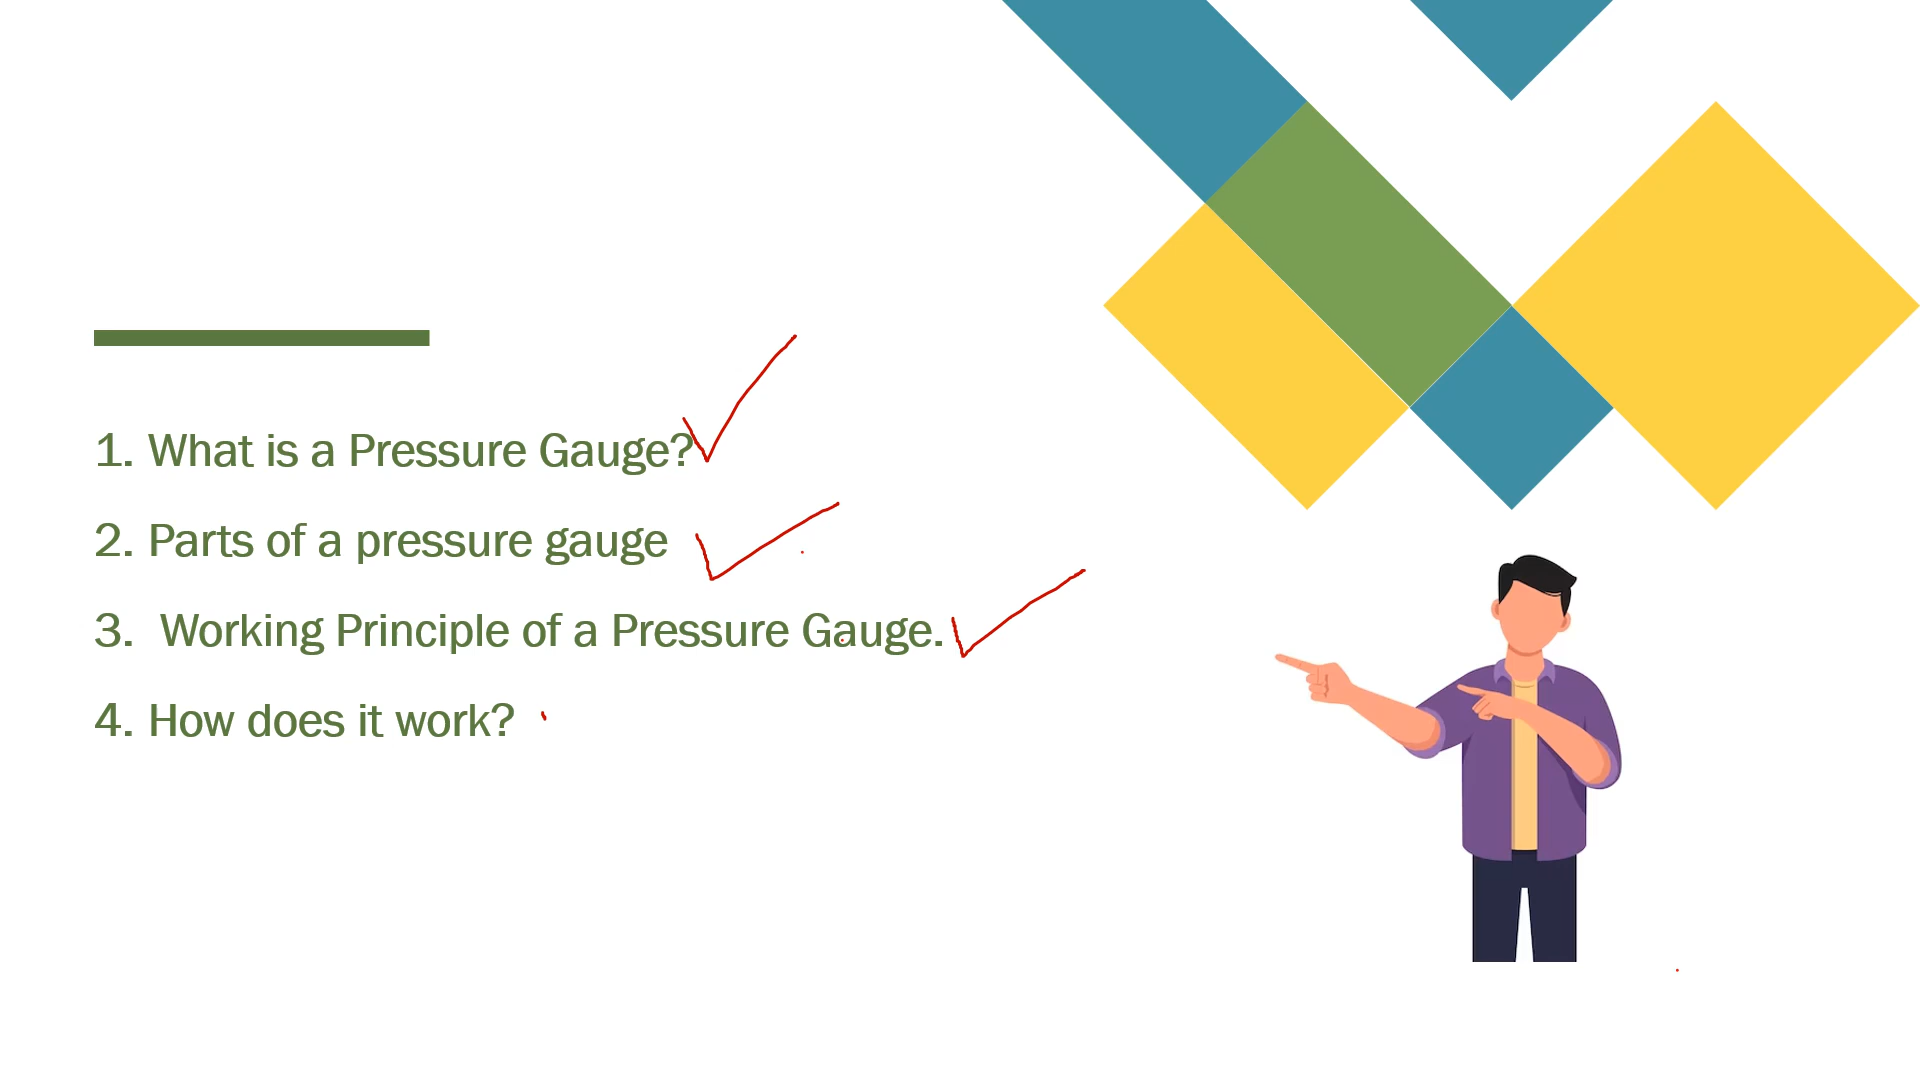 1. What is a Pressure Gauge?
2. Parts of a pressure gauge
3. Working Principle of a Pressure Gauge.
4. How does it work?